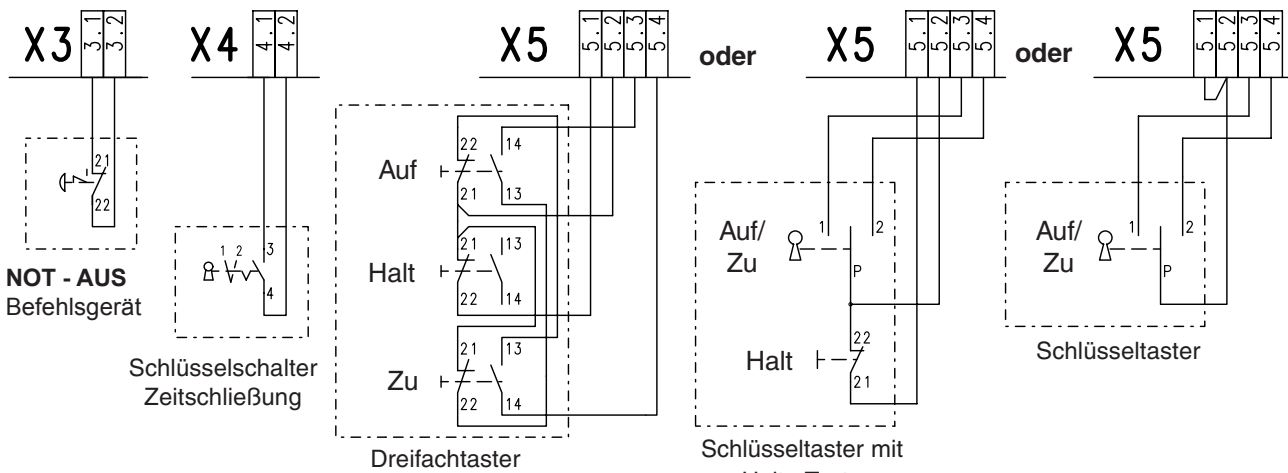 X3 3.1 3.2
X4 4.1 4.2
X5 5.1 5.2 5.3 5.4
oder
X5 5.1 5.2 5.3 5.4
oder
X5 5.1 5.2 5.3 5.4
21
22
NOT - AUS
Befehlsgerät
1 2 3
4
Schlüsselschalter
Zeitschließung
Auf
22 14
21 13
Halt
21 13
22 14
Zu
21 13
22 14
Dreifachtaster
1 2
Auf/
Zu
P
Halt
22
21
Schlüseltaster mit
1 2
Auf/
Zu
P
Schlüseltaster